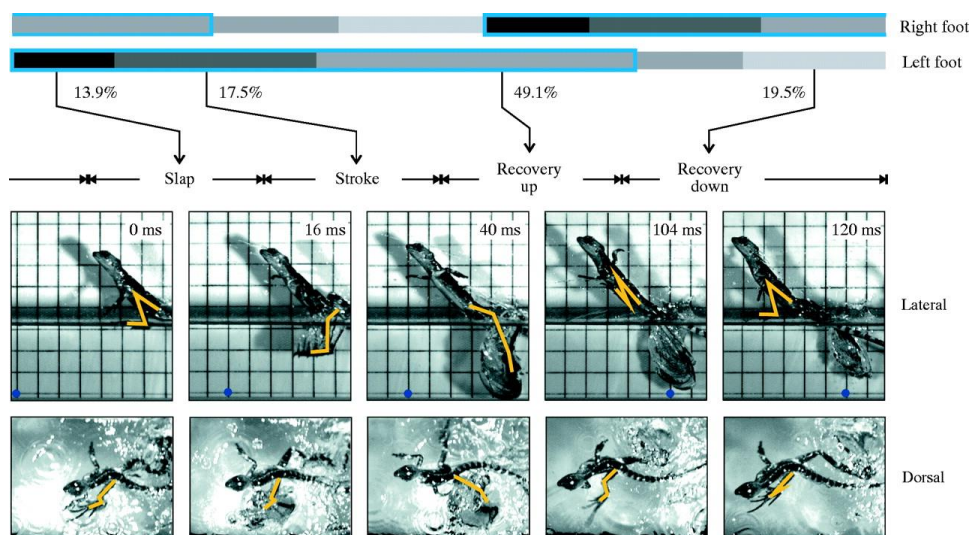 Right foot
Left foot
13.9%
17.5%
49.1%
19.5%
Slap
Stroke
Recovery
up
Recovery
down
0 ms
16 ms
40 ms
104 ms
120 ms
Lateral
Dorsal